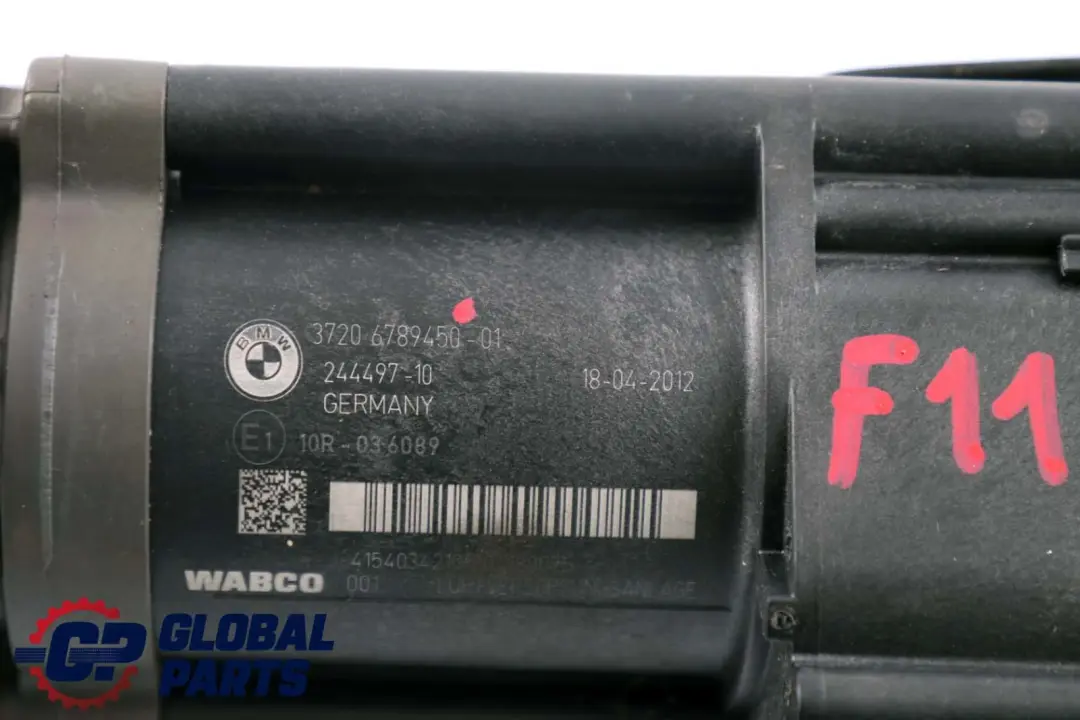 BMW
3720 6789450-01
244497-10
18-04-2012
GERMANY
E1 10R-036089
WABCO
001
F11
GP GLOBAL PARTS